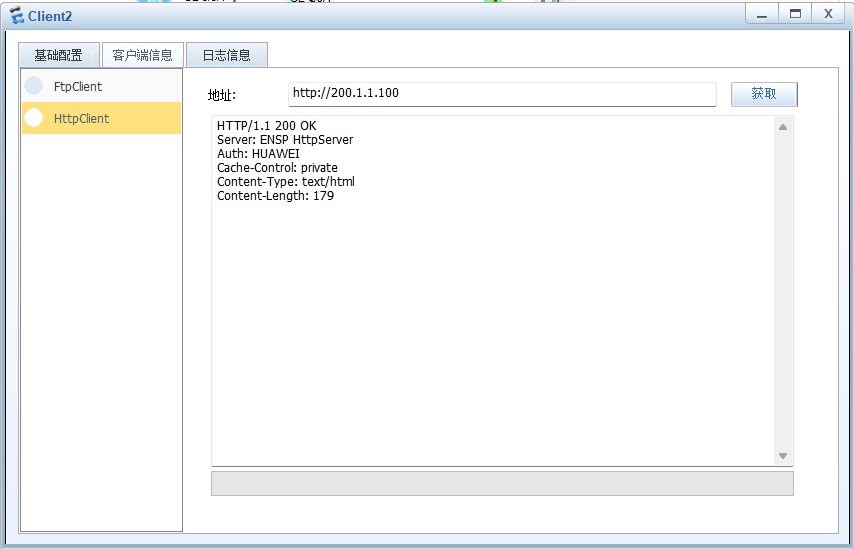 Client2
基础配置 客户端信息 日志信息
FtpClient
HttpClient
地址: http://200.1.1.100 获取
HTTP/1.1 200 OK
Server: ENSP HttpServer
Auth: HUAWEI
Cache-Control: private
Content-Type: text/html
Content-Length: 179